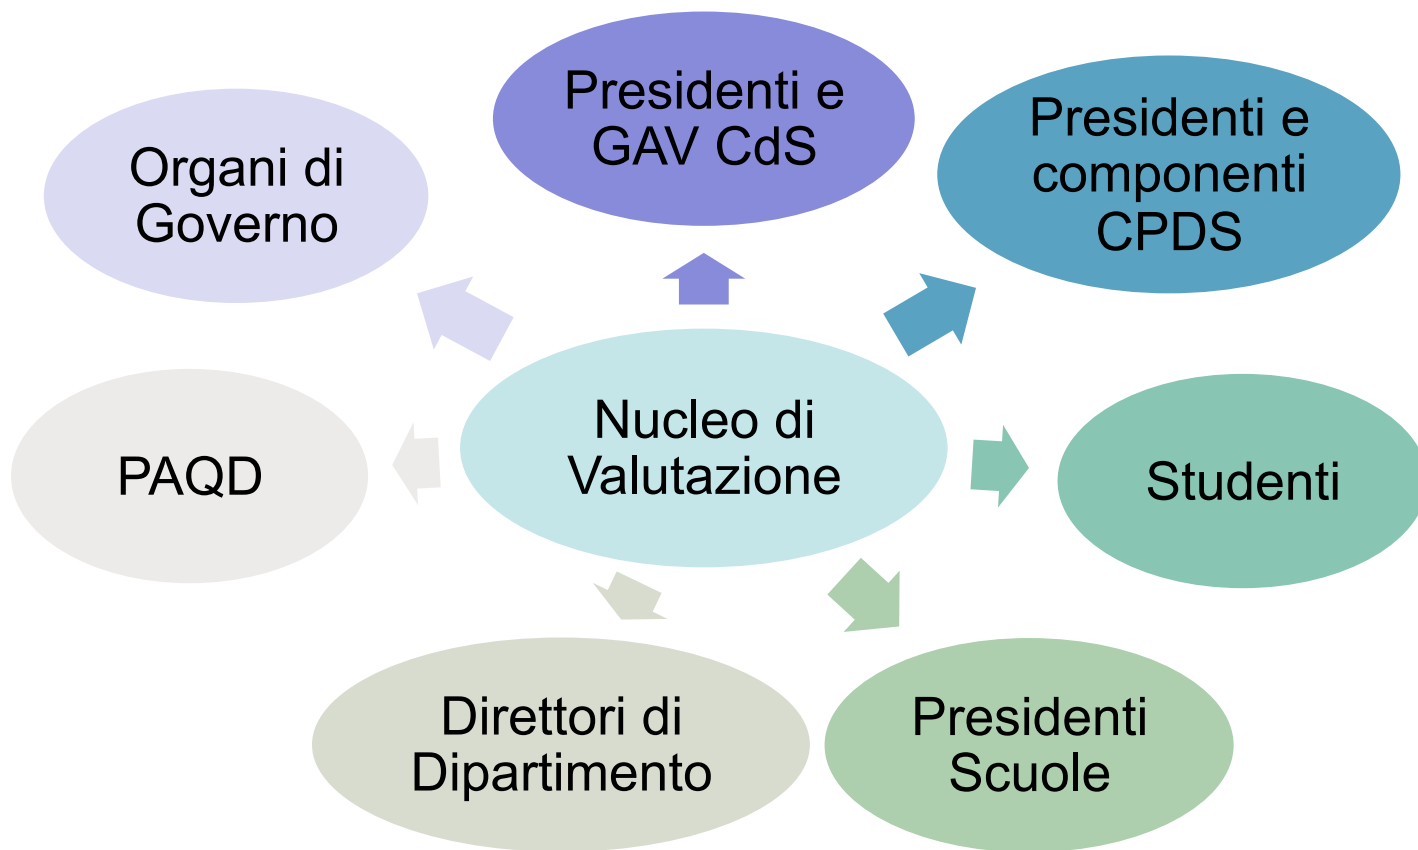 Presidenti e
GAV CdS
Presidenti e
componenti
CPDS
Organi di
Governo
Nucleo di
Valutazione
PAQD
Studenti
Direttori di
Dipartimento
Presidenti
Scuole